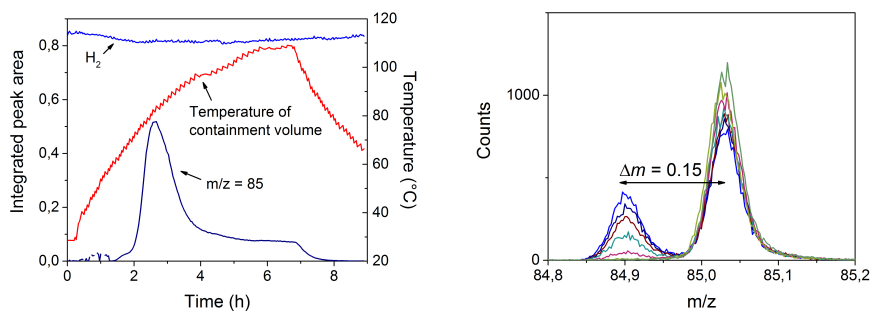 0,8
0,6
0,4
0,2
0,0
Integrated peak area
0
2
4
6
8
Time (h)
120
100
80
60
40
20
Temperature (°C)
H2
Temperature of
containment volume
m/z = 85
1000
500
0
Counts
84,8
84,9
85,0
85,1
85,2
m/z
Δm = 0.15